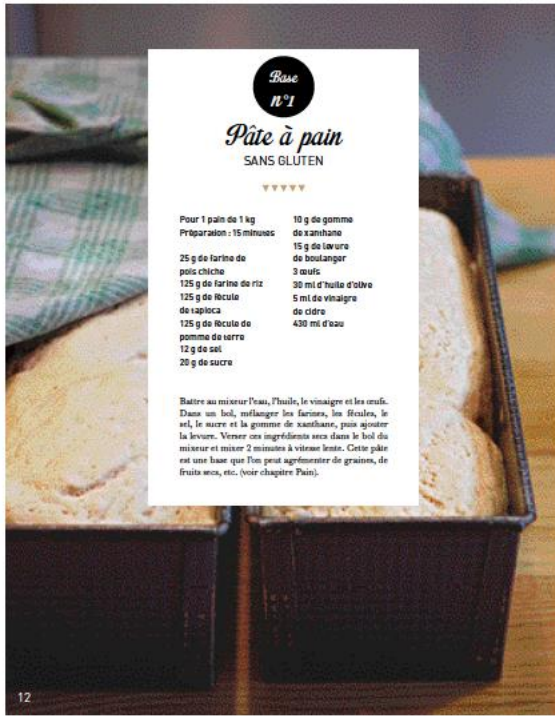 Base
n°1
Pâte à pain
SANS GLUTEN
Pour 1 pain de 1 kg
Préparation : 15 minutes
25 g de farine de
pois chiche
125 g de farine de riz
125 g de fécule
de tapioca
125 g de fécule de
pomme de terre
12 g de sel
20 g de sucre
10 g de gomme
de xanthane
15 g de levure
de boulanger
3 œufs
30 ml d'huile d'olive
5 ml de vinaigre
de cidre
430 ml d'eau
Battre au mixeur l'eau, l'huile, le vinaigre et les œufs.
Dans un bol, mélanger les farines, les fécules, le
sel, le sucre et la gomme de xanthane, puis ajouter
la levure. Verser ces ingrédients secs dans le bol du
mixeur et mixer 2 minutes à vitesse lente. Cette pâte
est une base que l'on peut agrémenter de graines, de
fruits secs, etc. (voir chapitre Pain).
12